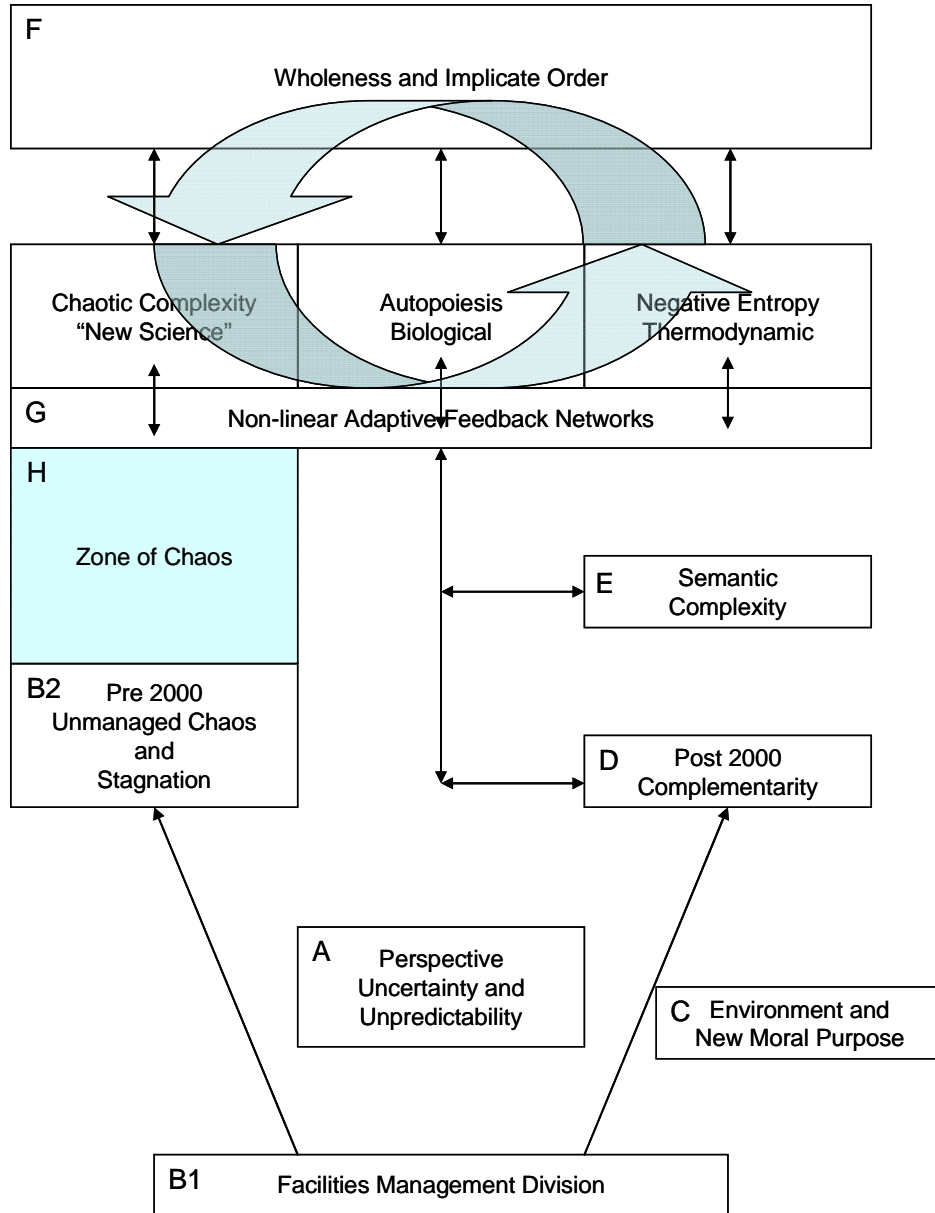 F
Wholeness and Implicate Order
Chaotic Complexity
“New Science”
Autopoiesis
Biological
Negative Entropy
Thermodynamic
G
Non-linear Adaptive Feedback Networks
H
Zone of Chaos
E
Semantic
Complexity
B2
Pre 2000
Unmanaged Chaos
and
Stagnation
D
Post 2000
Complementarity
A
Perspective
Uncertainty and
Unpredictability
C
Environment and
New Moral Purpose
B1
Facilities Management Division